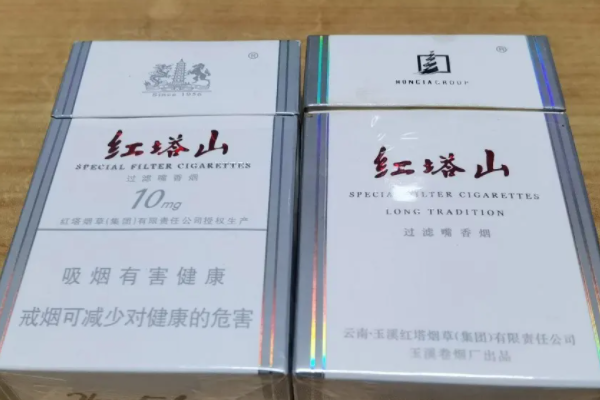 ®
SINCE 1956
红塔山
SPECIAL FILTER CIGARETTES
过滤嘴香烟
10mg
紅塔烟草(集团)有限责任公司授权生产
吸烟有害健康
戒烟可减少对健康的危害
®
HONGTAGROUP
红塔山
SPECIAL FILTER CIGARETTES
LONG TRADITION
过滤嘴香烟
云南·玉溪红塔烟草(集团)有限责任公司
玉溪卷烟厂出品